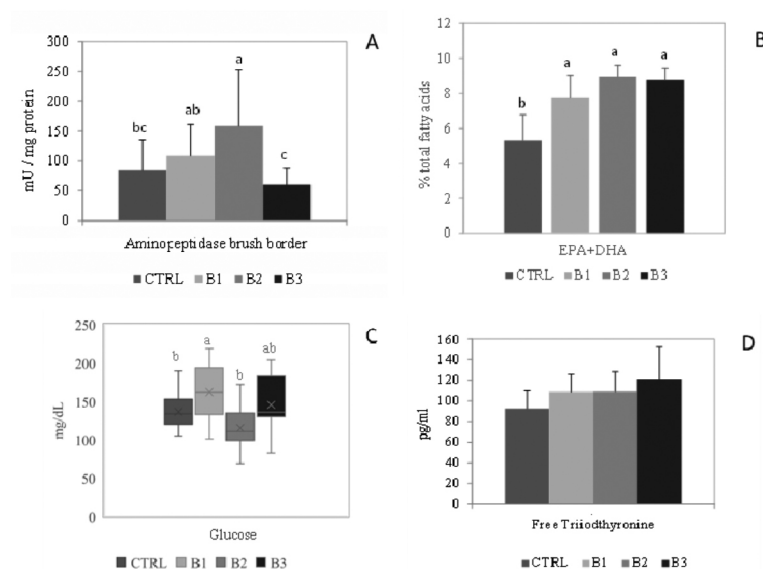 A
300
250
200
150
100
50
0
mU / mg protein
bc
ab
a
c
Aminopeptidase brush border
CTRL B1 B2 B3
B
12
10
8
6
4
2
0
% total fatty acids
b
a
a
a
EPA+DHA
CTRL B1 B2 B3
C
250
200
150
100
50
0
mg/dL
b
a
b
ab
Glucose
CTRL B1 B2 B3
D
160
140
120
100
80
60
40
20
0
pg/ml
Free Triiodthyronine
CTRL B1 B2 B3